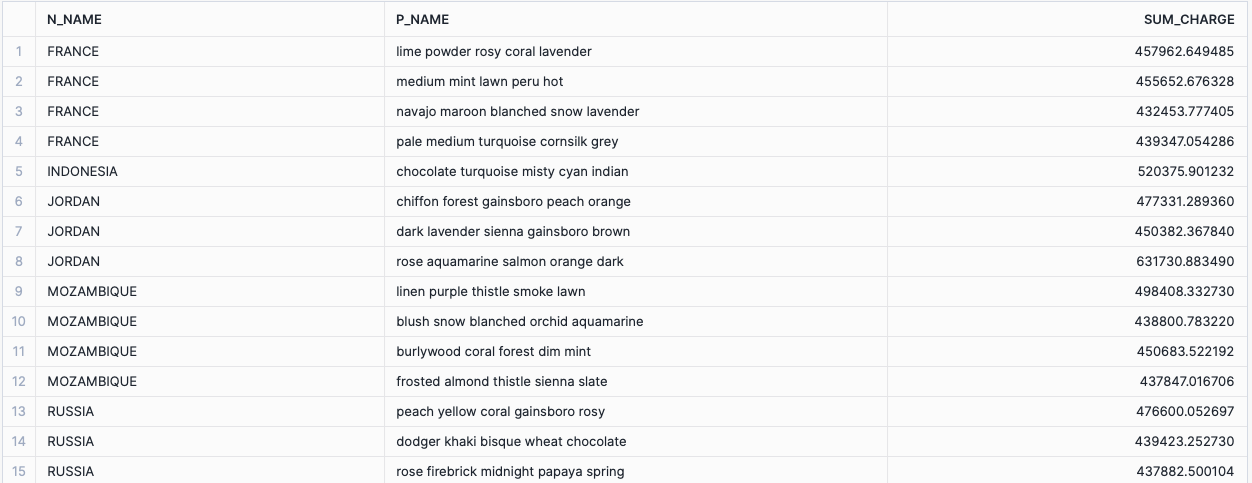 N_NAME P_NAME SUM_CHARGE
1 FRANCE lime powder rosy coral lavender 457962.649485
2 FRANCE medium mint lawn peru hot 455652.676328
3 FRANCE navajo maroon blanched snow lavender 432453.777405
4 FRANCE pale medium turquoise cornsilk grey 439347.054286
5 INDONESIA chocolate turquoise misty cyan indian 520375.901232
6 JORDAN chiffon forest gainsboro peach orange 477331.289360
7 JORDAN dark lavender sienna gainsboro brown 450382.367840
8 JORDAN rose aquamarine salmon orange dark 631730.883490
9 MOZAMBIQUE linen purple thistle smoke lawn 498408.332730
10 MOZAMBIQUE blush snow blanched orchid aquamarine 438800.783220
11 MOZAMBIQUE burlywood coral forest dim mint 450683.522192
12 MOZAMBIQUE frosted almond thistle sienna slate 437847.016706
13 RUSSIA peach yellow coral gainsboro rosy 476600.052697
14 RUSSIA dodger khaki bisque wheat chocolate 439423.252730
15 RUSSIA rose firebrick midnight papaya spring 437882.500104